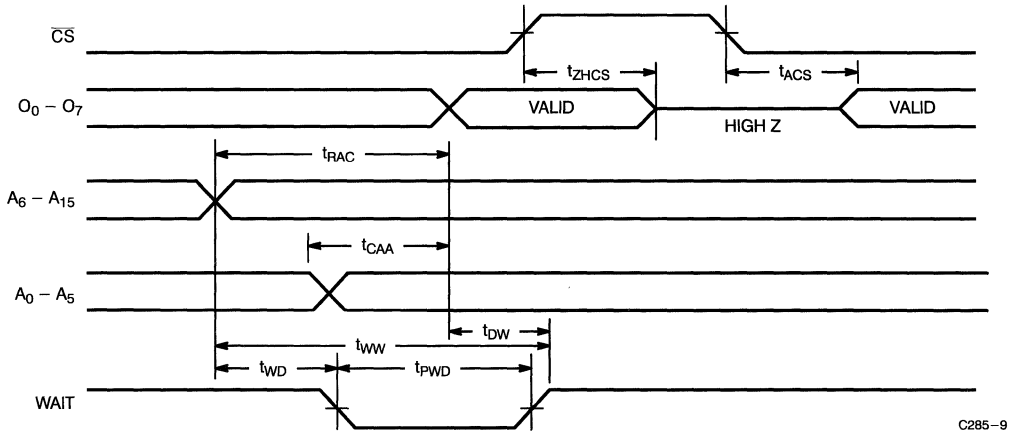 CS
tZHCS
tACS
O0 – O7
VALID
HIGH Z
VALID
tRAC
A6 – A15
tCAA
A0 – A5
tDW
tWW
tWD
tPWD
WAIT
C285–9